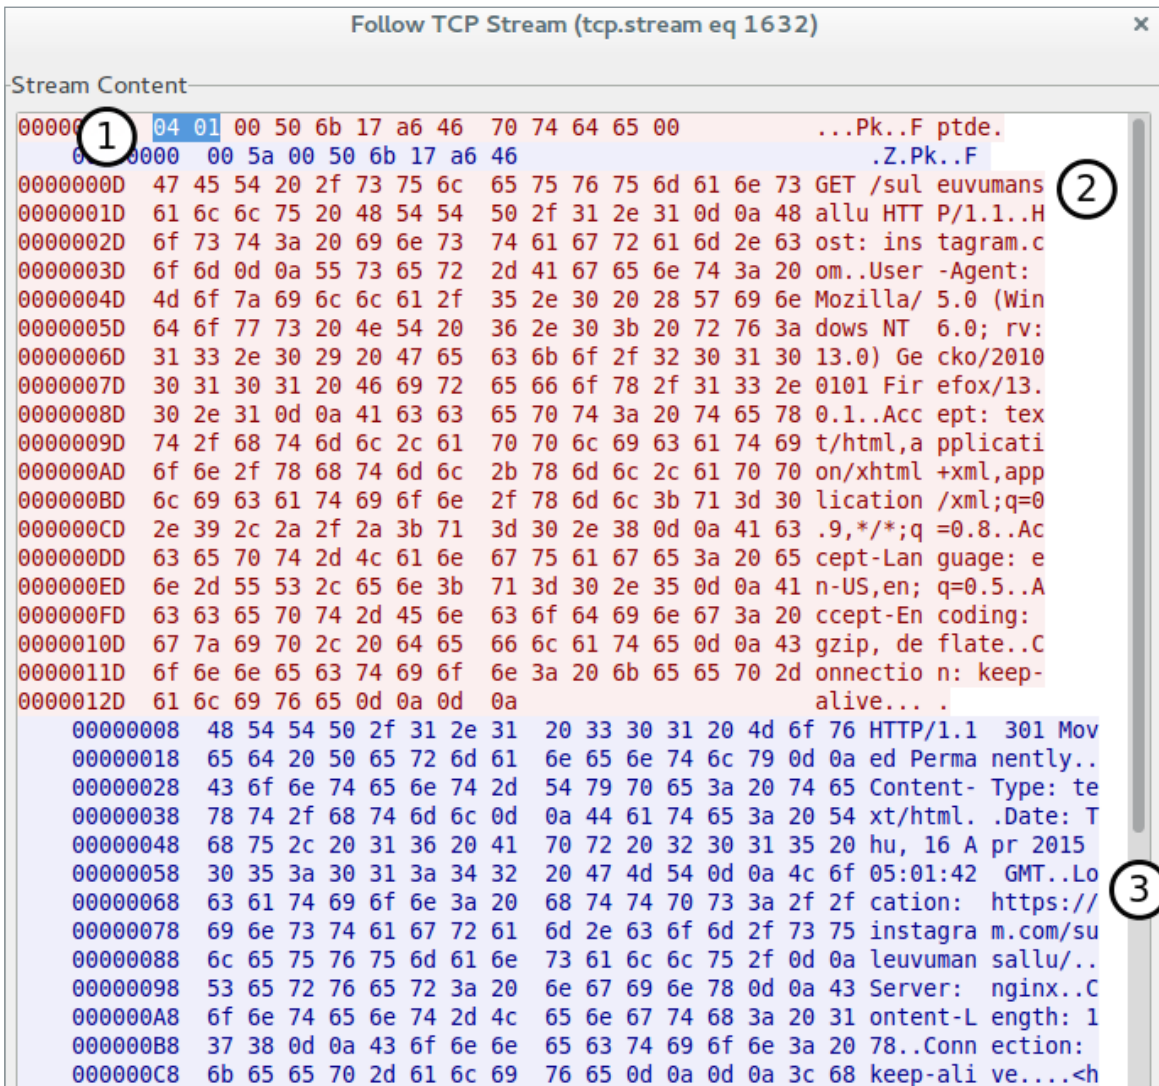 Follow TCP Stream (tcp.stream eq 1632) ×
Stream Content
00000 1 04 01 00 50 6b 17 a6 46 70 74 64 65 00 ...Pk..F ptde.
00 0000 00 5a 00 50 6b 17 a6 46 .Z.Pk..F
0000000D 47 45 54 20 2f 73 75 6c 65 75 76 75 6d 61 6e 73 GET /sul euvumans 2
0000001D 61 6c 6c 75 20 48 54 54 50 2f 31 2e 31 0d 0a 48 allu HTT P/1.1..H
0000002D 6f 73 74 3a 20 69 6e 73 74 61 67 72 61 6d 2e 63 ost: ins tagram.c
0000003D 6f 6d 0d 0a 55 73 65 72 2d 41 67 65 6e 74 3a 20 om..User -Agent:
0000004D 4d 6f 7a 69 6c 6c 61 2f 35 2e 30 20 28 57 69 6e Mozilla/ 5.0 (Win
0000005D 64 6f 77 73 20 4e 54 20 36 2e 30 3b 20 72 76 3a dows NT 6.0; rv:
0000006D 31 33 2e 30 29 20 47 65 63 6b 6f 2f 32 30 31 30 13.0) Ge cko/2010
0000007D 30 31 30 31 20 46 69 72 65 66 6f 78 2f 31 33 2e 0101 Fir efox/13.
0000008D 30 2e 31 0d 0a 41 63 63 65 70 74 3a 20 74 65 78 0.1..Acc ept: tex
0000009D 74 2f 68 74 6d 6c 2c 61 70 70 6c 69 63 61 74 69 t/html,a pplicati
000000AD 6f 6e 2f 78 68 74 6d 6c 2b 78 6d 6c 2c 61 70 70 on/xhtml +xml,app
000000BD 6c 69 63 61 74 69 6f 6e 2f 78 6d 6c 3b 71 3d 30 lication /xml;q=0
000000CD 2e 39 2c 2a 2f 2a 3b 71 3d 30 2e 38 0d 0a 41 63 .9,*/*;q =0.8..Ac
000000DD 63 65 70 74 2d 4c 61 6e 67 75 61 67 65 3a 20 65 cept-Lan guage: e
000000ED 6e 2d 55 53 2c 65 6e 3b 71 3d 30 2e 35 0d 0a 41 n-US,en; q=0.5..A
000000FD 63 63 65 70 74 2d 45 6e 63 6f 64 69 6e 67 3a 20 ccept-En coding:
0000010D 67 7a 69 70 2c 20 64 65 66 6c 61 74 65 0d 0a 43 gzip, de flate..C
0000011D 6f 6e 6e 65 63 74 69 6f 6e 3a 20 6b 65 65 70 2d onnectio n: keep-
0000012D 61 6c 69 76 65 0d 0a 0d 0a alive... .
00000008 48 54 54 50 2f 31 2e 31 20 33 30 31 20 4d 6f 76 HTTP/1.1 301 Mov
00000018 65 64 20 50 65 72 6d 61 6e 65 6e 74 6c 79 0d 0a ed Perma nently..
00000028 43 6f 6e 74 65 6e 74 2d 54 79 70 65 3a 20 74 65 Content- Type: te
00000038 78 74 2f 68 74 6d 6c 0d 0a 44 61 74 65 3a 20 54 xt/html. .Date: T
00000048 68 75 2c 20 31 36 20 41 70 72 20 32 30 31 35 20 hu, 16 A pr 2015
00000058 30 35 3a 30 31 3a 34 32 20 47 4d 54 0d 0a 4c 6f 05:01:42 GMT..Lo 3
00000068 63 61 74 69 6f 6e 3a 20 68 74 74 70 73 3a 2f 2f cation: https://
00000078 69 6e 73 74 61 67 72 61 6d 2e 63 6f 6d 2f 73 75 instagra m.com/su
00000088 6c 65 75 76 75 6d 61 6e 73 61 6c 6c 75 2f 0d 0a leuvuman sallu/..
00000098 53 65 72 76 65 72 3a 20 6e 67 69 6e 78 0d 0a 43 Server: nginx..C
000000A8 6f 6e 74 65 6e 74 2d 4c 65 6e 67 74 68 3a 20 31 ontent-L ength: 1
000000B8 37 38 0d 0a 43 6f 6e 6e 65 63 74 69 6f 6e 3a 20 78..Conn ection:
000000C8 6b 65 65 70 2d 61 6c 69 76 65 0d 0a 0d 0a 3c 68 keep-ali ve....<h